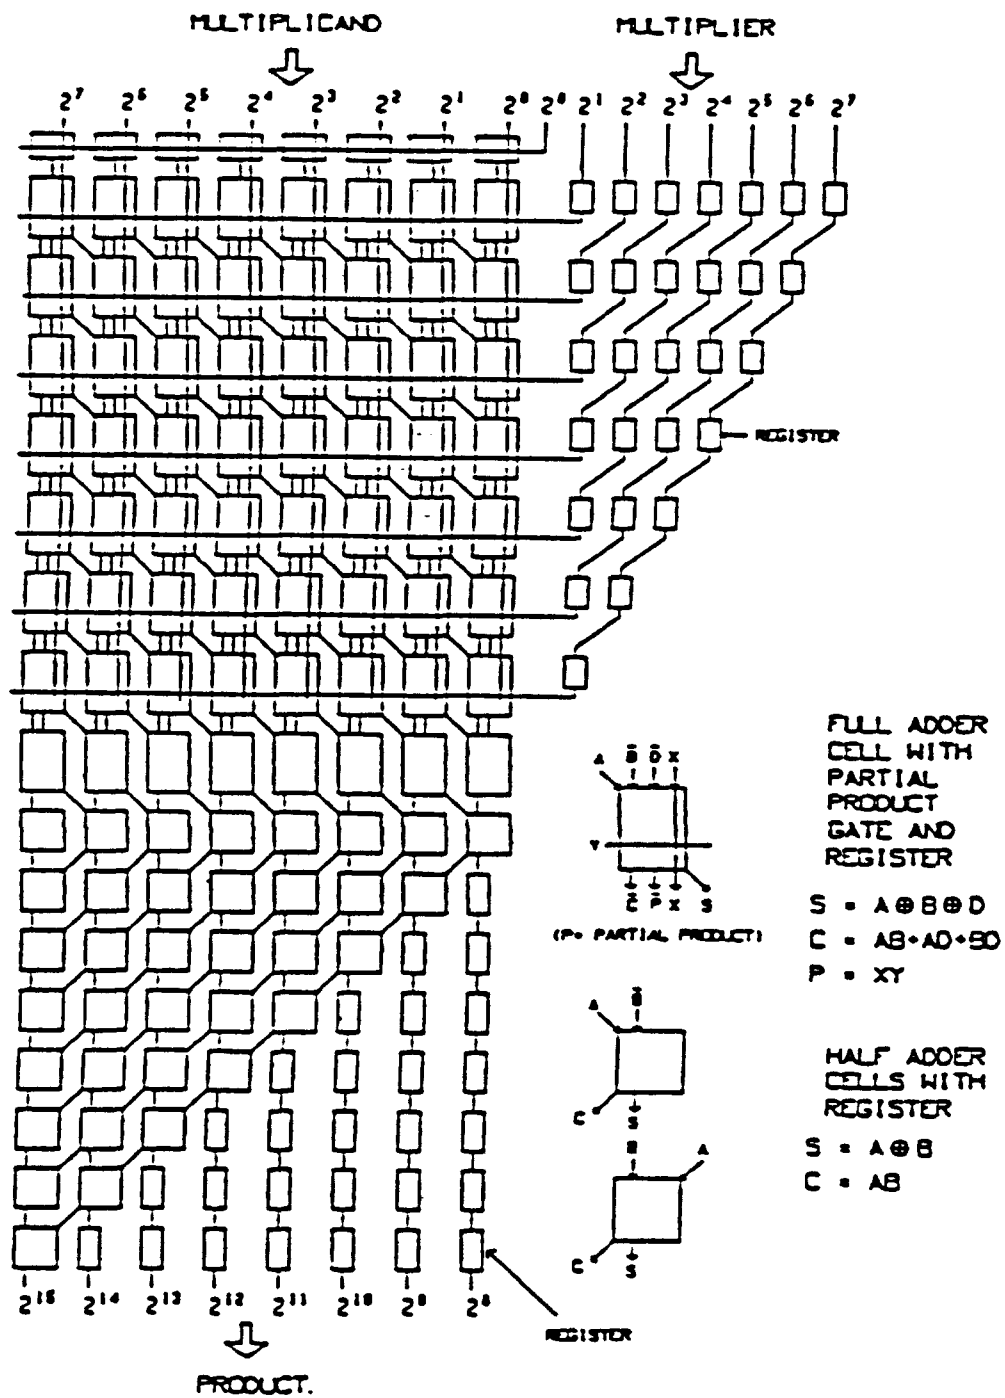 MULTIPLICAND
MULTIPLIER
2⁷ 2⁶ 2⁵ 2⁴ 2³ 2² 2¹ 2⁰ 2⁰ 2¹ 2² 2³ 2⁴ 2⁵ 2⁶ 2⁷
REGISTER
A B D X
Y
C P X S
(P= PARTIAL PRODUCT)
FULL ADDER
CELL WITH
PARTIAL
PRODUCT
GATE AND
REGISTER
S = A⊕B⊕D
C = AB+AD+BD
P = XY
A B
C S
B A
C S
HALF ADDER
CELLS WITH
REGISTER
S = A⊕B
C = AB
2¹⁵ 2¹⁴ 2¹³ 2¹² 2¹¹ 2¹⁰ 2⁹ 2⁸
REGISTER
PRODUCT.